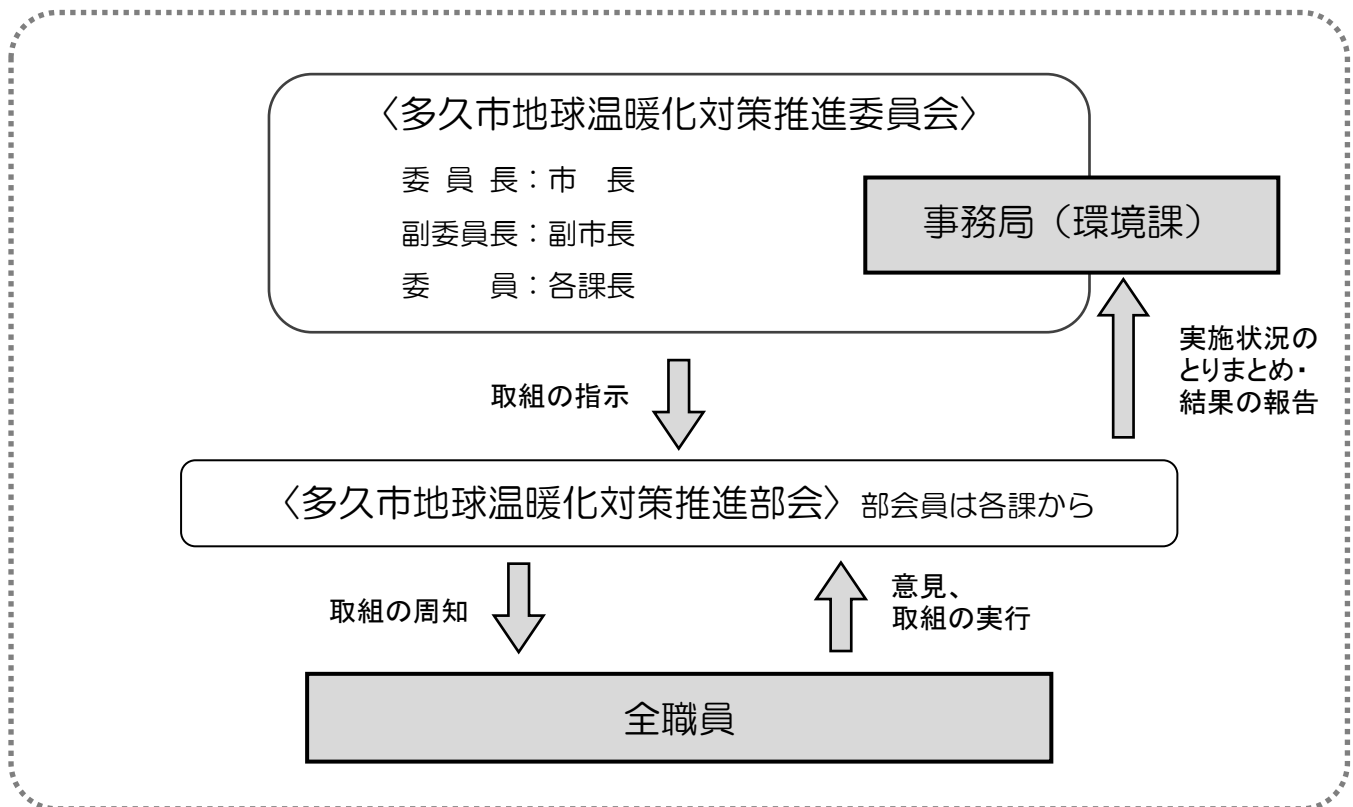 〈多久市地球温暖化対策推進委員会〉
委 員 長：市　長
副委員長：副市長
委　　員：各課長
事務局（環境課）
実施状況の
とりまとめ・
結果の報告
取組の指示
〈多久市地球温暖化対策推進部会〉部会員は各課から
取組の周知
意見、
取組の実行
全職員